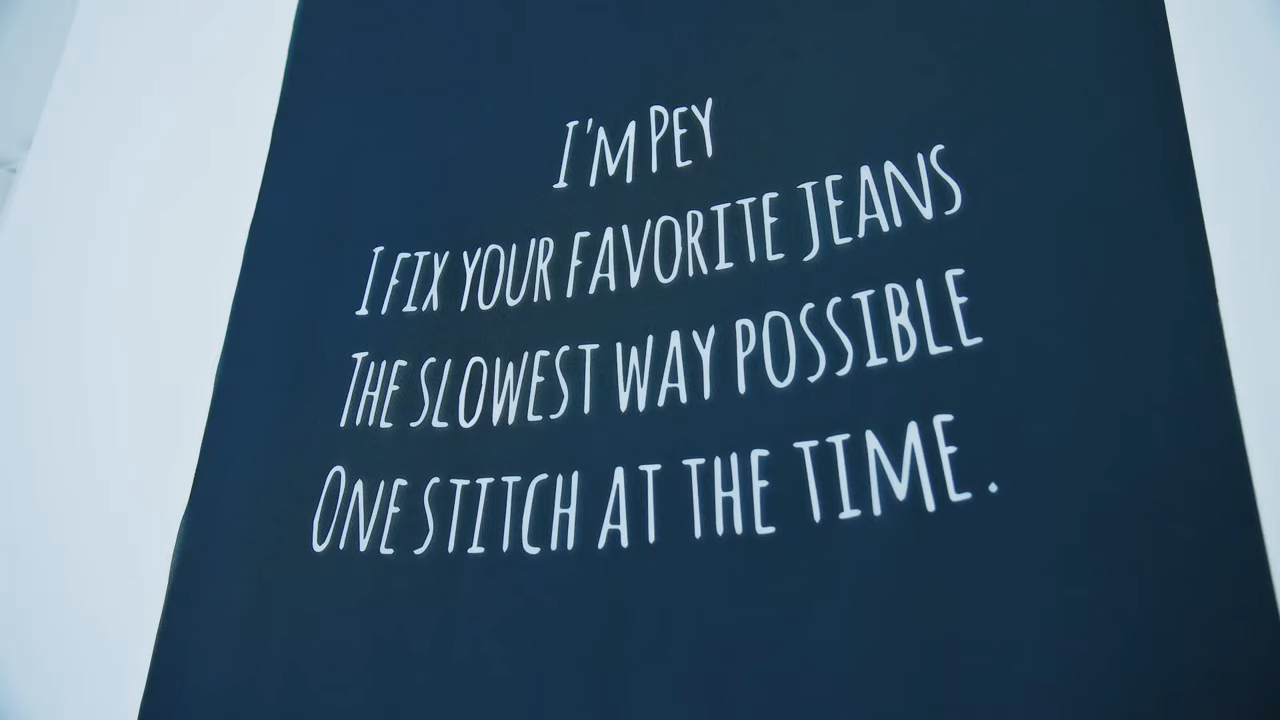 I'M PEY
I FIX YOUR FAVORITE JEANS
THE SLOWEST WAY POSSIBLE
ONE STITCH AT THE TIME.